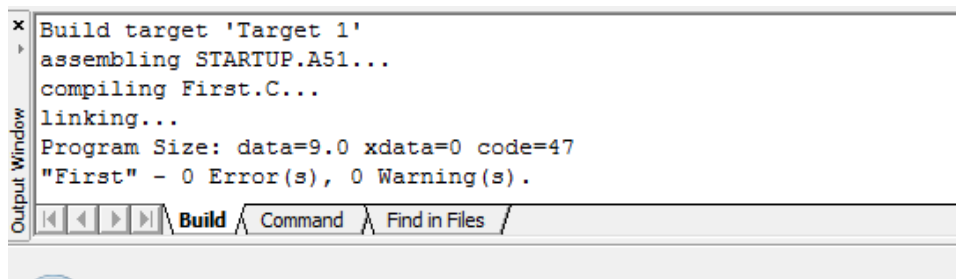 Build target 'Target 1'
assembling STARTUP.A51...
compiling First.C...
linking...
Program Size: data=9.0 xdata=0 code=47
"First" - 0 Error(s), 0 Warning(s).
Output Window
Build Command Find in Files